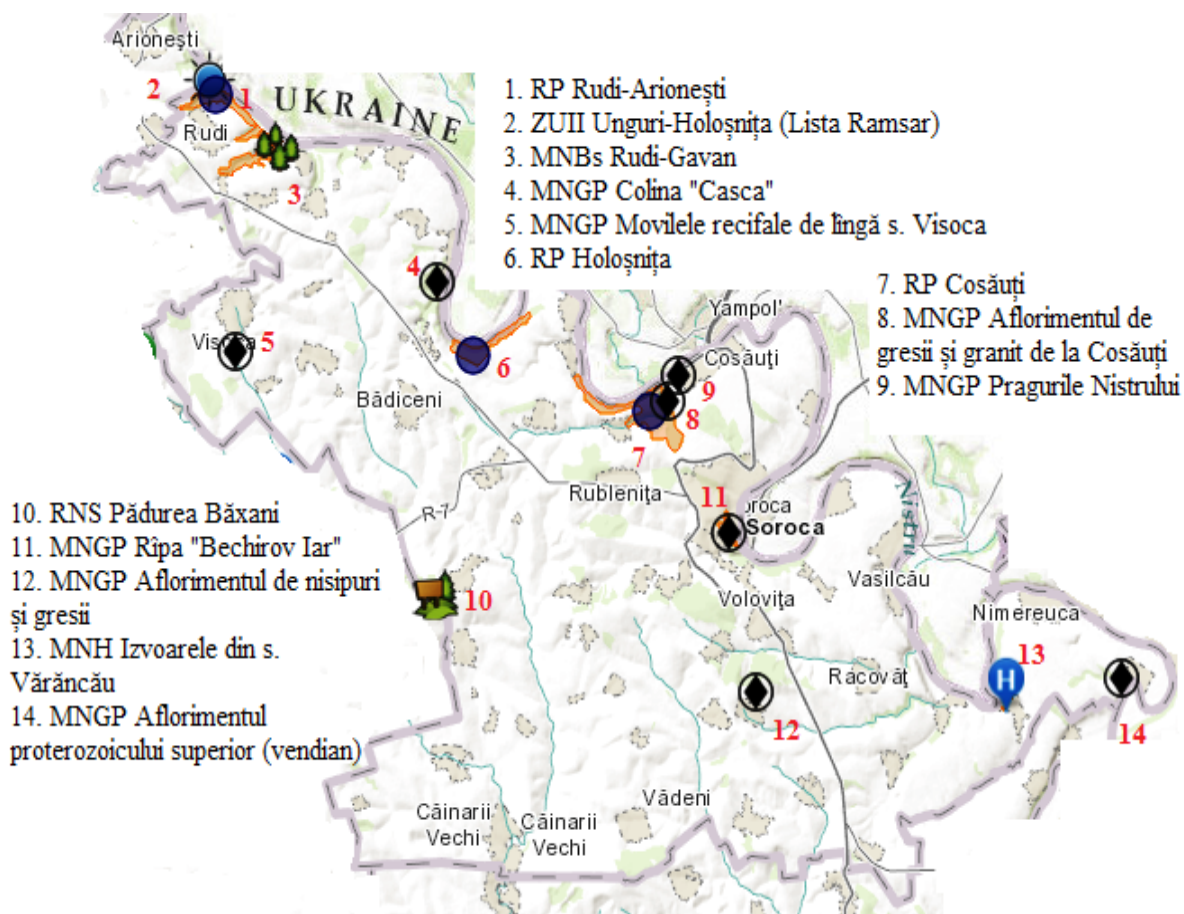 Arionești
2
1
UKRAINE
Rudi
3
1. RP Rudi-Arionești
2. ZUII Unguri-Holoșnița (Lista Ramsar)
3. MNBs Rudi-Gavan
4. MNGP Colina "Casca"
5. MNGP Movilele recifale de lîngă s. Visoca
6. RP Holoșnița
4
7. RP Cosăuți
8. MNGP Aflorimentul de
gresii și granit de la Cosăuți
9. MNGP Pragurile Nistrului
Yampol'
5
6
Cosăuți
9
Bădiceni
8
7
Rublenița
11
Soroca
R-7
Nistru
10. RNS Pădurea Băxani
11. MNGP Rîpa "Bechirov Iar"
12. MNGP Aflorimentul de nisipuri
și gresii
13. MNH Izvoarele din s.
Vărăncău
14. MNGP Aflorimentul
proterozoicului superior (vendian)
10
Vasilcău
Volovița
Nimereuca
13
H
Racovăț
12
14
Vădeni
Căinarii
Vechi
Căinarii
Vechi